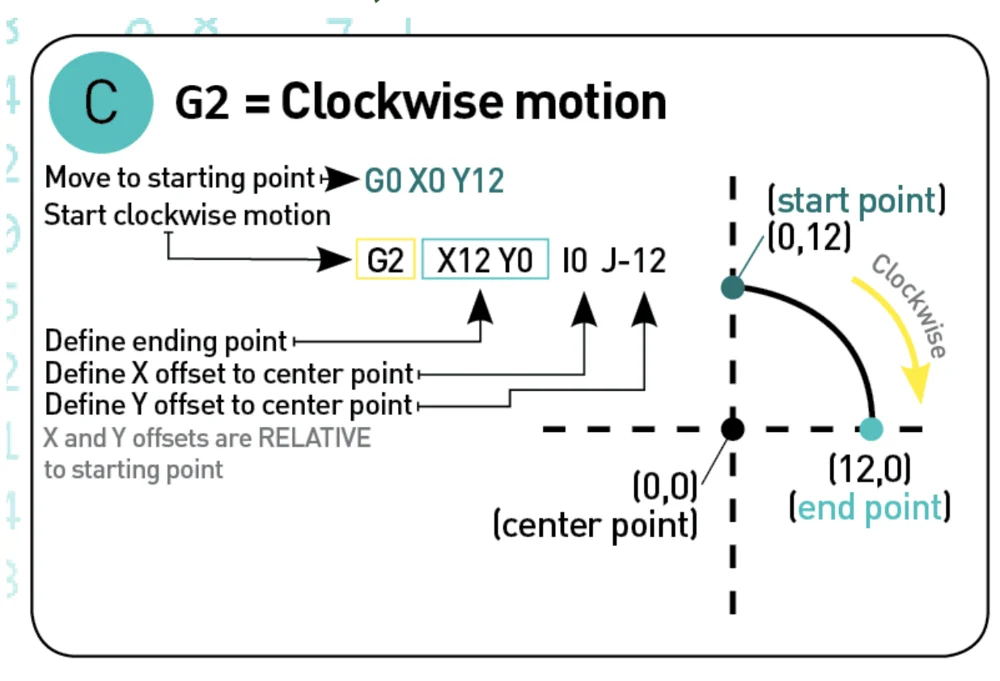 C
G2 = Clockwise motion
Move to starting point G0 X0 Y12
Start clockwise motion
G2 X12 Y0 I0 J-12
Define ending point
Define X offset to center point
Define Y offset to center point
X and Y offsets are RELATIVE
to starting point
(start point)
(0,12)
Clockwise
(0,0)
(center point)
(12,0)
(end point)